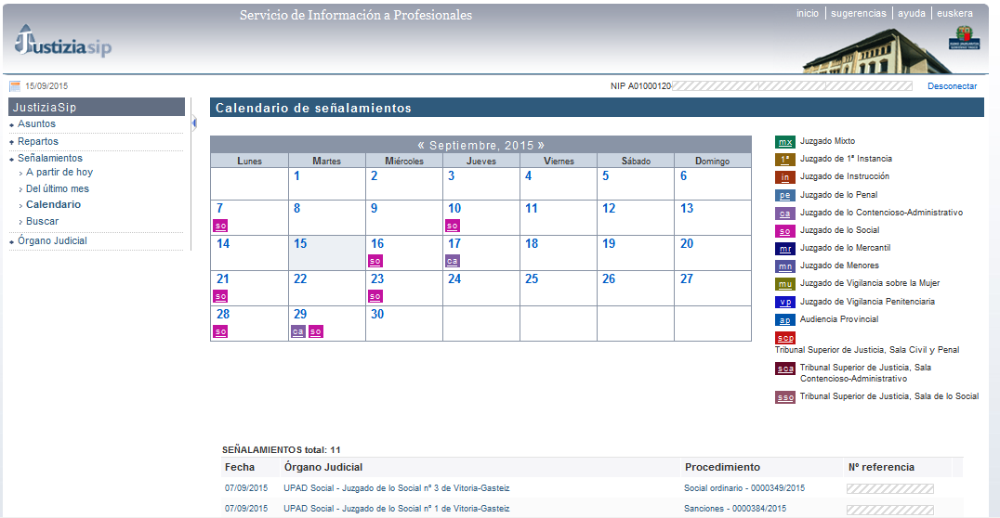 Servicio de Información a Profesionales
inicio | sugerencias | ayuda | euskera
Justiziasip
15/09/2015
NIP A01000120
Desconectar
JustiziaSip
Asuntos
Repartos
Señalamientos
A partir de hoy
Del último mes
Calendario
Buscar
Órgano Judicial
Calendario de señalamientos
« Septiembre, 2015 »
Lunes Martes Miércoles Jueves Viernes Sábado Domingo
1 2 3 4 5 6
7 8 9 10 11 12 13
so so
14 15 16 17 18 19 20
so ca
21 22 23 24 25 26 27
so so
28 29 30
so ca so
mx Juzgado Mixto
1ª Juzgado de 1ª Instancia
in Juzgado de Instrucción
pe Juzgado de lo Penal
ca Juzgado de lo Contencioso-Administrativo
so Juzgado de lo Social
mr Juzgado de lo Mercantil
mn Juzgado de Menores
mu Juzgado de Vigilancia sobre la Mujer
vp Juzgado de Vigilancia Penitenciaria
ap Audiencia Provincial
scp
Tribunal Superior de Justicia, Sala Civil y Penal
sca Tribunal Superior de Justicia, Sala
Contencioso-Administrativo
sso Tribunal Superior de Justicia, Sala de lo Social
SEÑALAMIENTOS total: 11
Fecha Órgano Judicial Procedimiento Nº referencia
07/09/2015 UPAD Social - Juzgado de lo Social nº 3 de Vitoria-Gasteiz Social ordinario - 0000349/2015
07/09/2015 UPAD Social - Juzgado de lo Social nº 1 de Vitoria-Gasteiz Sanciones - 0000384/2015